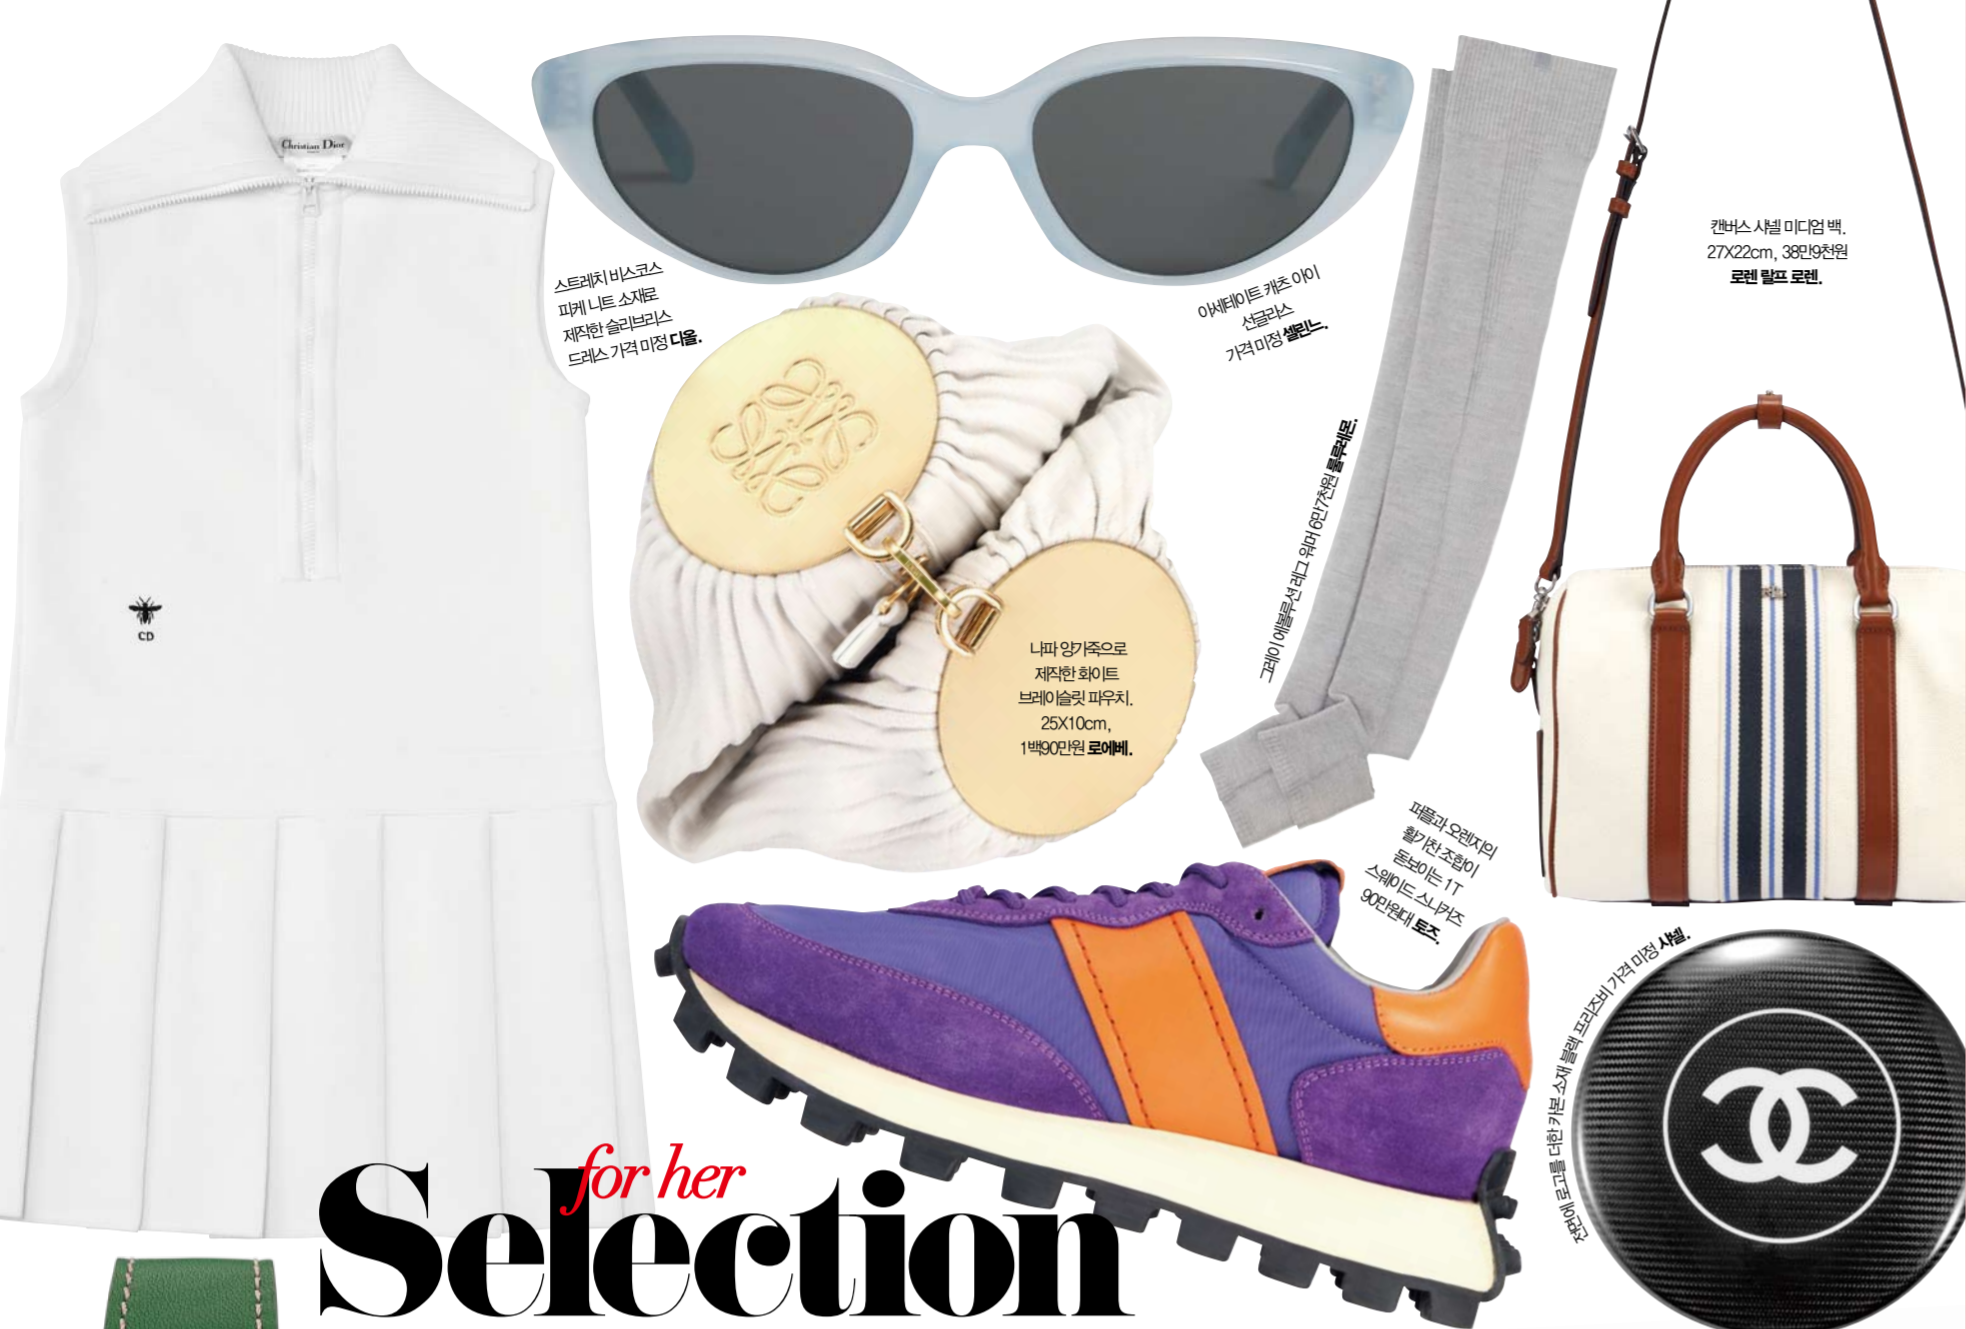 Christian Dior
CD
스트레치 비스코스
피케 니트 소재로
제작한 슬리브리스
드레스 가격 미정 디올.
아세테이트 캐츠 아이
선글라스
가격 미정 셀린느.
캔버스 샤넬 미디엄 백.
27X22cm, 38만9천원
로렌 랄프 로렌.
나파 양가죽으로
제작한 화이트
브레이슬릿 파우치.
25X10cm,
1백90만원 로에베.
그레이 에볼루션 레그 워머 6만7천원 룰루레몬.
퍼플과 오렌지의
활기찬 조합이
돋보이는 1T
스웨이드 스니커즈
90만원대 토즈.
전면에 로고를 더한 카본 소재 블랙 프리즈비 가격 미정 샤넬.
for her
Selection